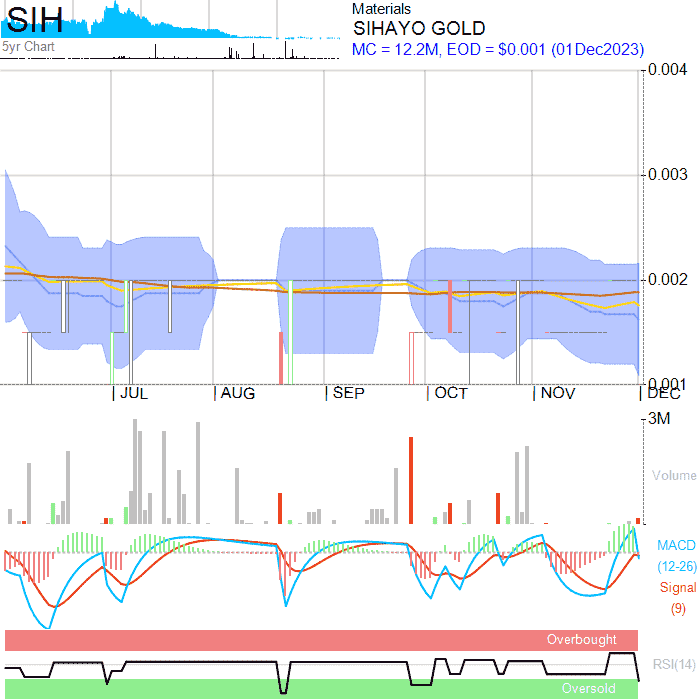 SIH
Materials
SIHAYO GOLD
MC = 12.2M, EOD = $0.001 (01Dec2023)
5yr Chart
0.004
0.003
0.002
0.001
JUL
AUG
SEP
OCT
NOV
DEC
3M
Volume
MACD
(12-26)
Signal
(9)
Overbought
RSI(14)
Oversold